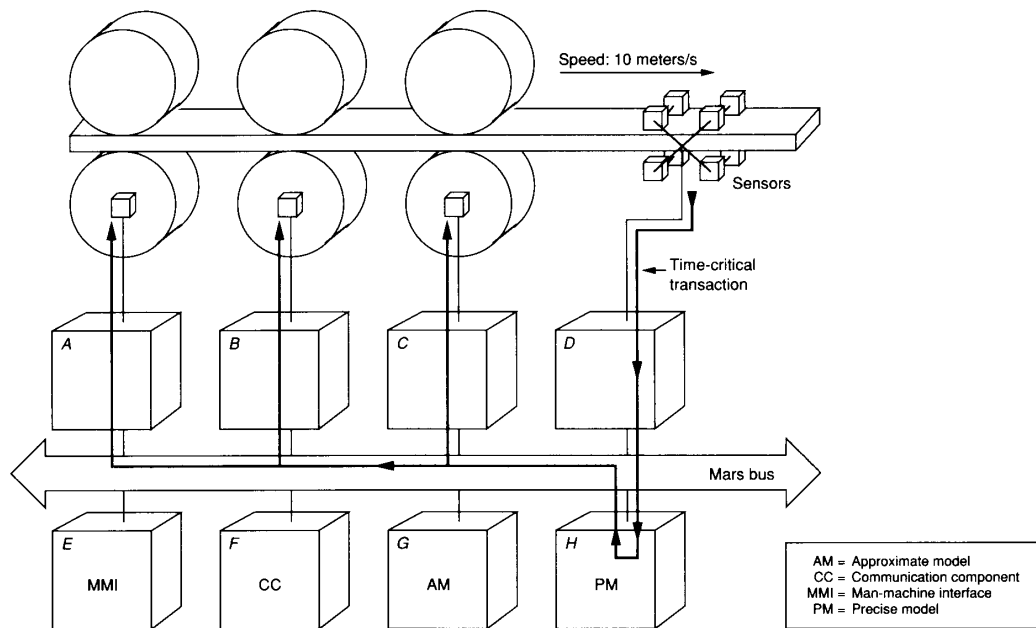 Speed: 10 meters/s
Sensors
Time-critical
transaction
A
B
C
D
Mars bus
E
F
G
H
MMI
CC
AM
PM
AM = Approximate model
CC = Communication component
MMI = Man-machine interface
PM = Precise model